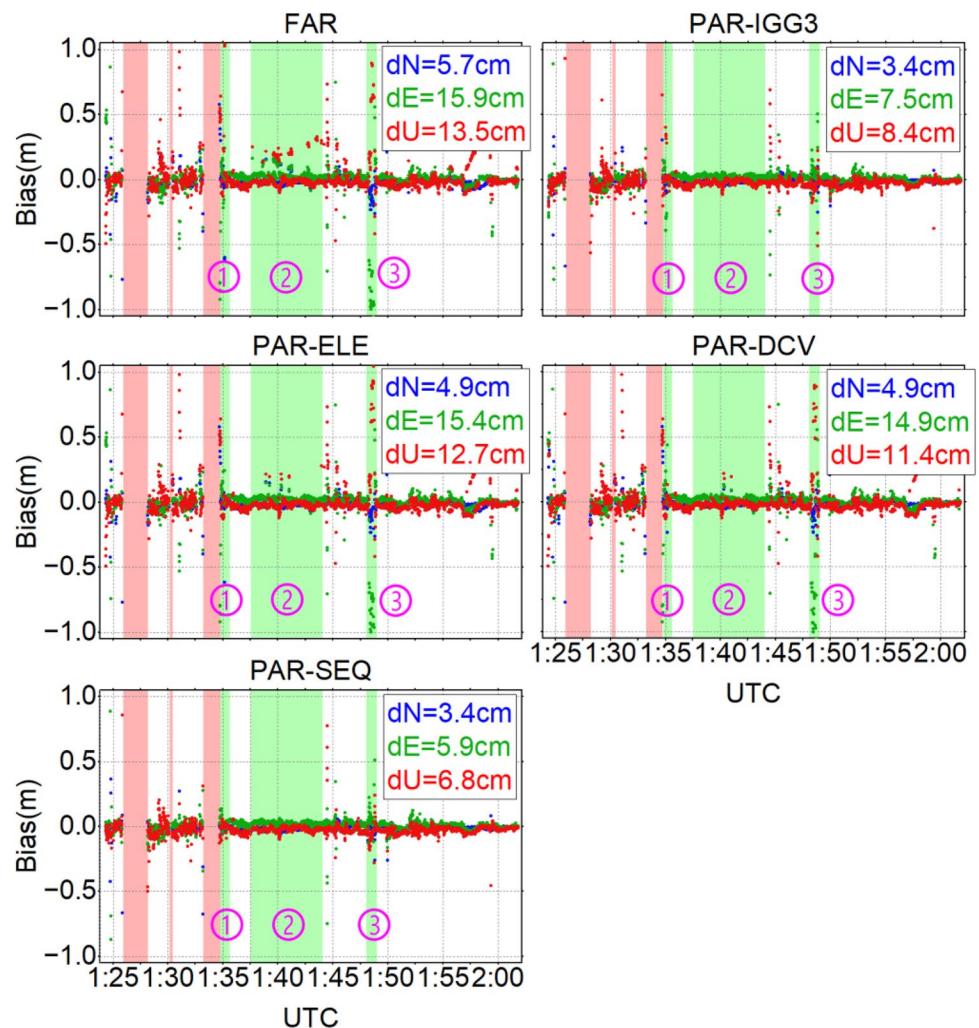 FAR
1.0
0.5
0.0
−0.5
−1.0
Bias(m)
dN=5.7cm
dE=15.9cm
dU=13.5cm
① ② ③
PAR-IGG3
dN=3.4cm
dE=7.5cm
dU=8.4cm
① ② ③
PAR-ELE
1.0
0.5
0.0
−0.5
−1.0
Bias(m)
dN=4.9cm
dE=15.4cm
dU=12.7cm
① ② ③
PAR-DCV
dN=4.9cm
dE=14.9cm
dU=11.4cm
① ② ③
1:25 1:30 1:35 1:40 1:45 1:50 1:55 2:00
UTC
PAR-SEQ
1.0
0.5
0.0
−0.5
−1.0
Bias(m)
dN=3.4cm
dE=5.9cm
dU=6.8cm
① ② ③
1:25 1:30 1:35 1:40 1:45 1:50 1:55 2:00
UTC